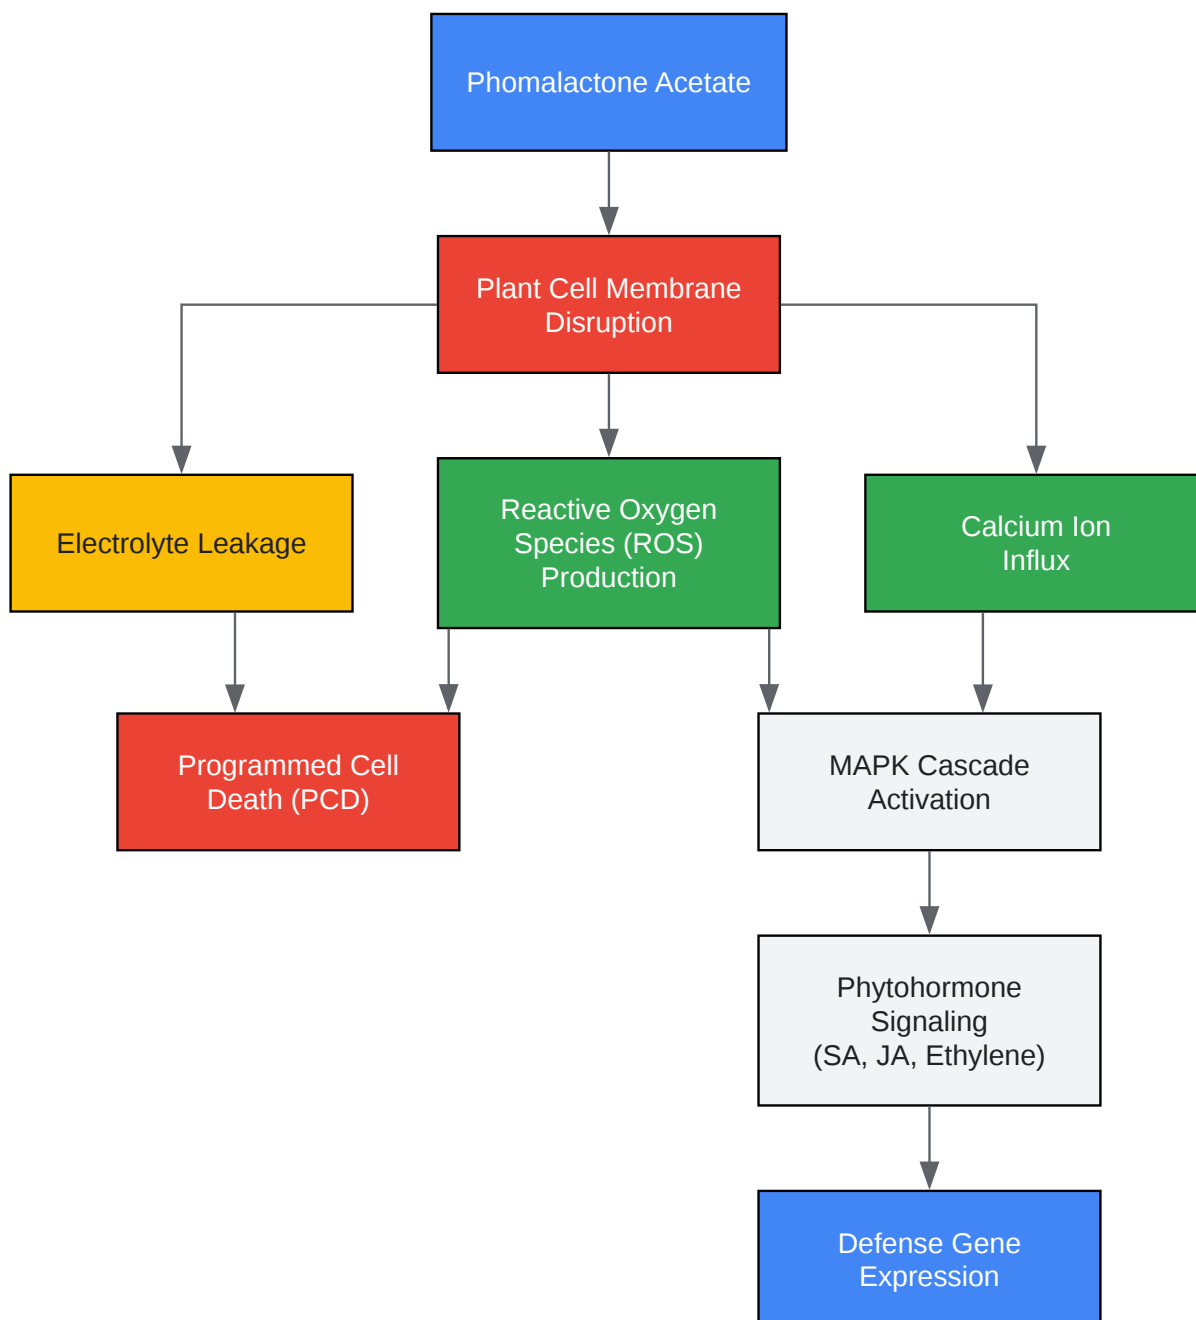 Phomalactone Acetate
Plant Cell Membrane
Disruption
Electrolyte Leakage
Reactive Oxygen
Species (ROS)
Production
Calcium Ion
Influx
Programmed Cell
Death (PCD)
MAPK Cascade
Activation
Phytohormone
Signaling
(SA, JA, Ethylene)
Defense Gene
Expression